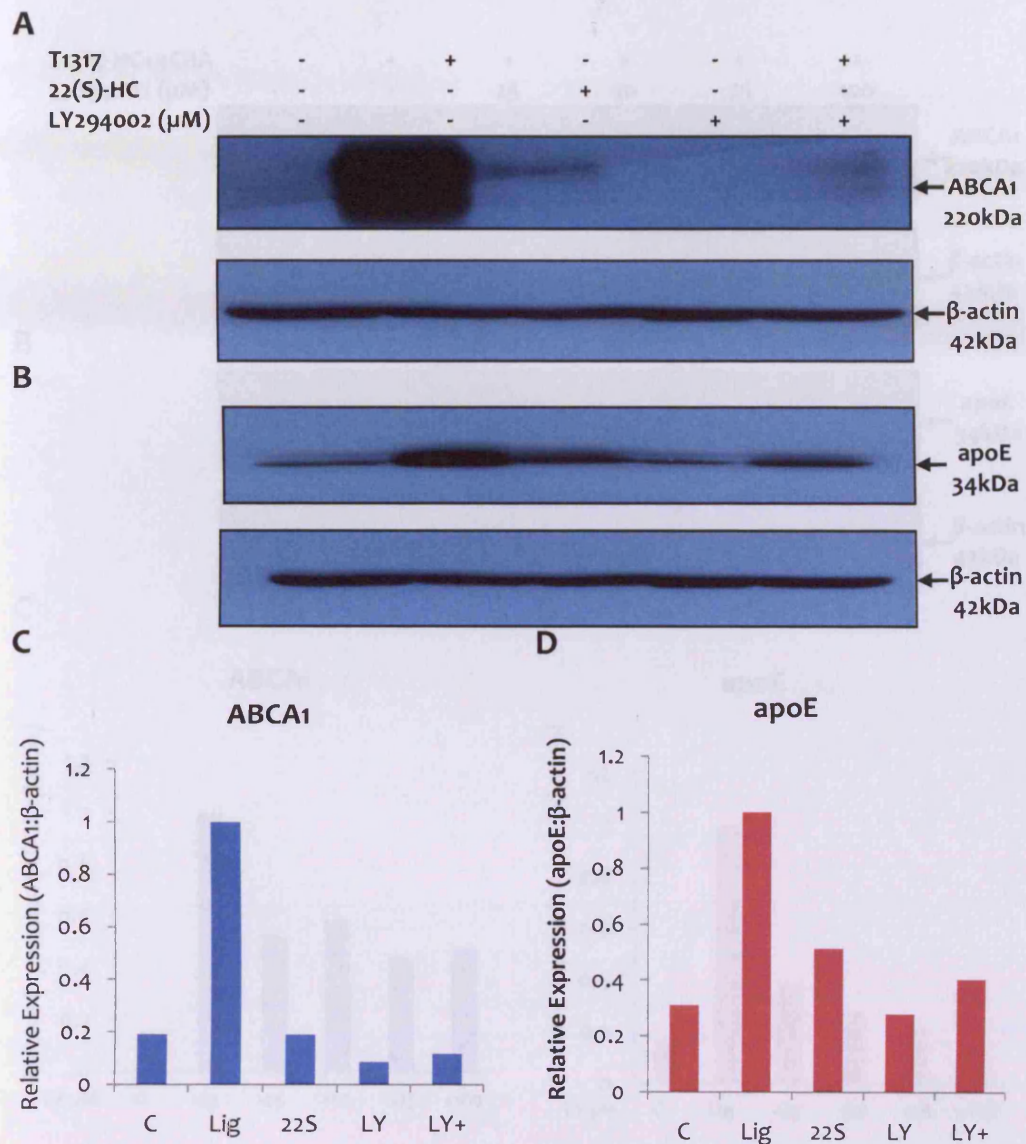 A
T1317 - + - - +
22(S)-HC - - + - -
LY294002 (µM) - - - + +
ABCA1
220kDa
β-actin
42kDa
B
apoE
34kDa
β-actin
42kDa
C
ABCA1
Relative Expression (ABCA1:β-actin)
1.2
1
0.8
0.6
0.4
0.2
0
C Lig 22S LY LY+
D
apoE
Relative Expression (apoE:β-actin)
1.2
1
0.8
0.6
0.4
0.2
0
C Lig 22S LY LY+